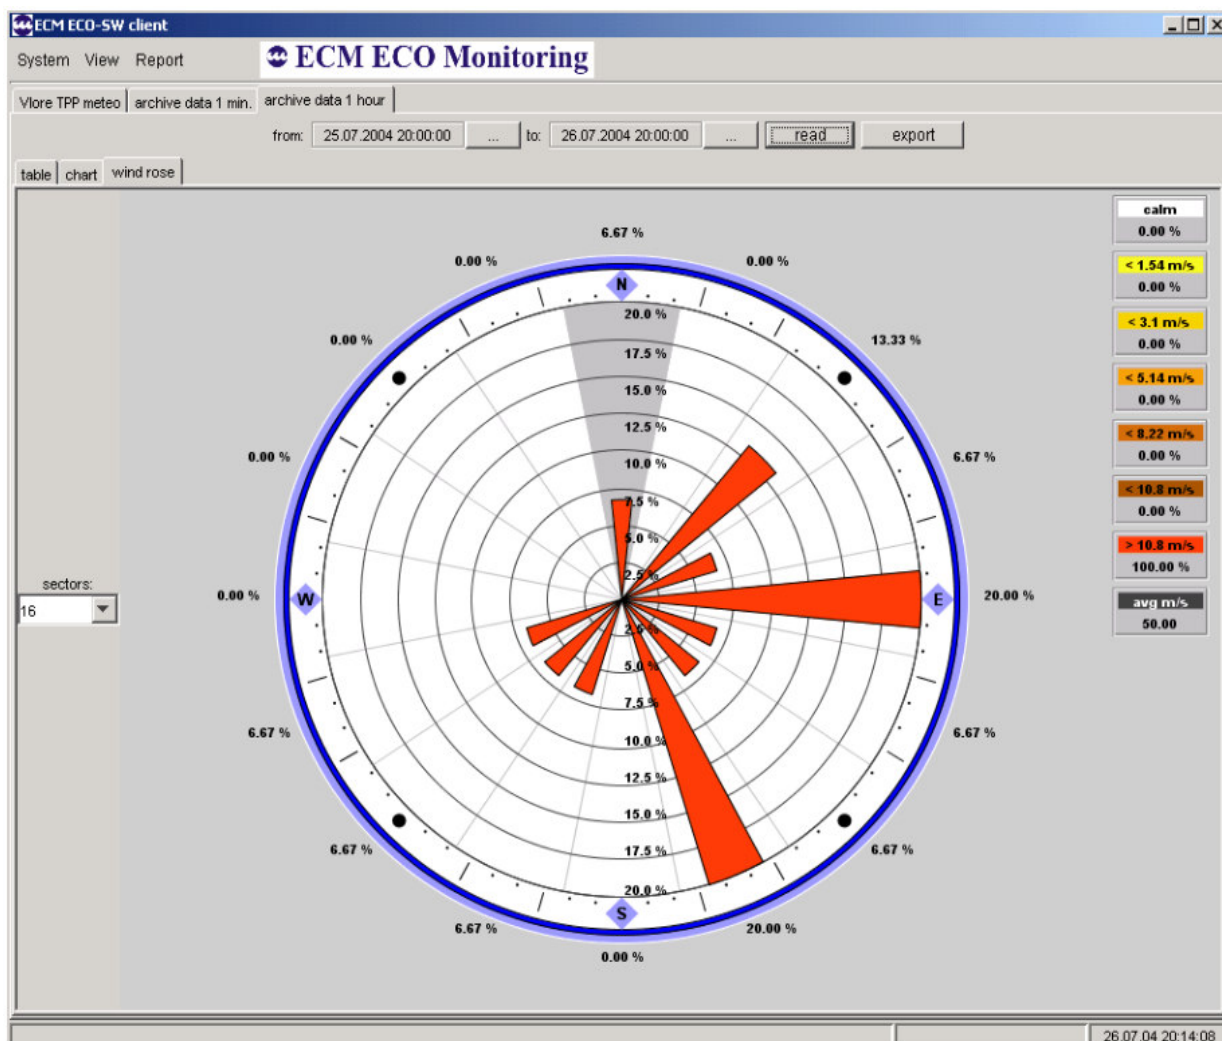 ECM ECO-SW client
System View Report
ECM ECO Monitoring
Vlore TPP meteo archive data 1 min. archive data 1 hour
from: 25.07.2004 20:00:00 ... to: 26.07.2004 20:00:00 ... read export
table chart wind rose
sectors:
16
6.67 %
0.00 % 0.00 %
0.00 % 13.33 %
0.00 % 6.67 %
0.00 % 20.00 %
6.67 % 6.67 %
6.67 % 6.67 %
6.67 % 20.00 %
0.00 %
N
20.0 %
17.5 %
15.0 %
12.5 %
10.0 %
7.5 %
5.0 %
2.5 %
W E
2.5 %
5.0 %
7.5 %
10.0 %
12.5 %
15.0 %
17.5 %
20.0 %
S
calm
0.00 %
< 1.54 m/s
0.00 %
< 3.1 m/s
0.00 %
< 5.14 m/s
0.00 %
< 8.22 m/s
0.00 %
< 10.8 m/s
0.00 %
> 10.8 m/s
100.00 %
avg m/s
50.00
26.07.04 20:14:08